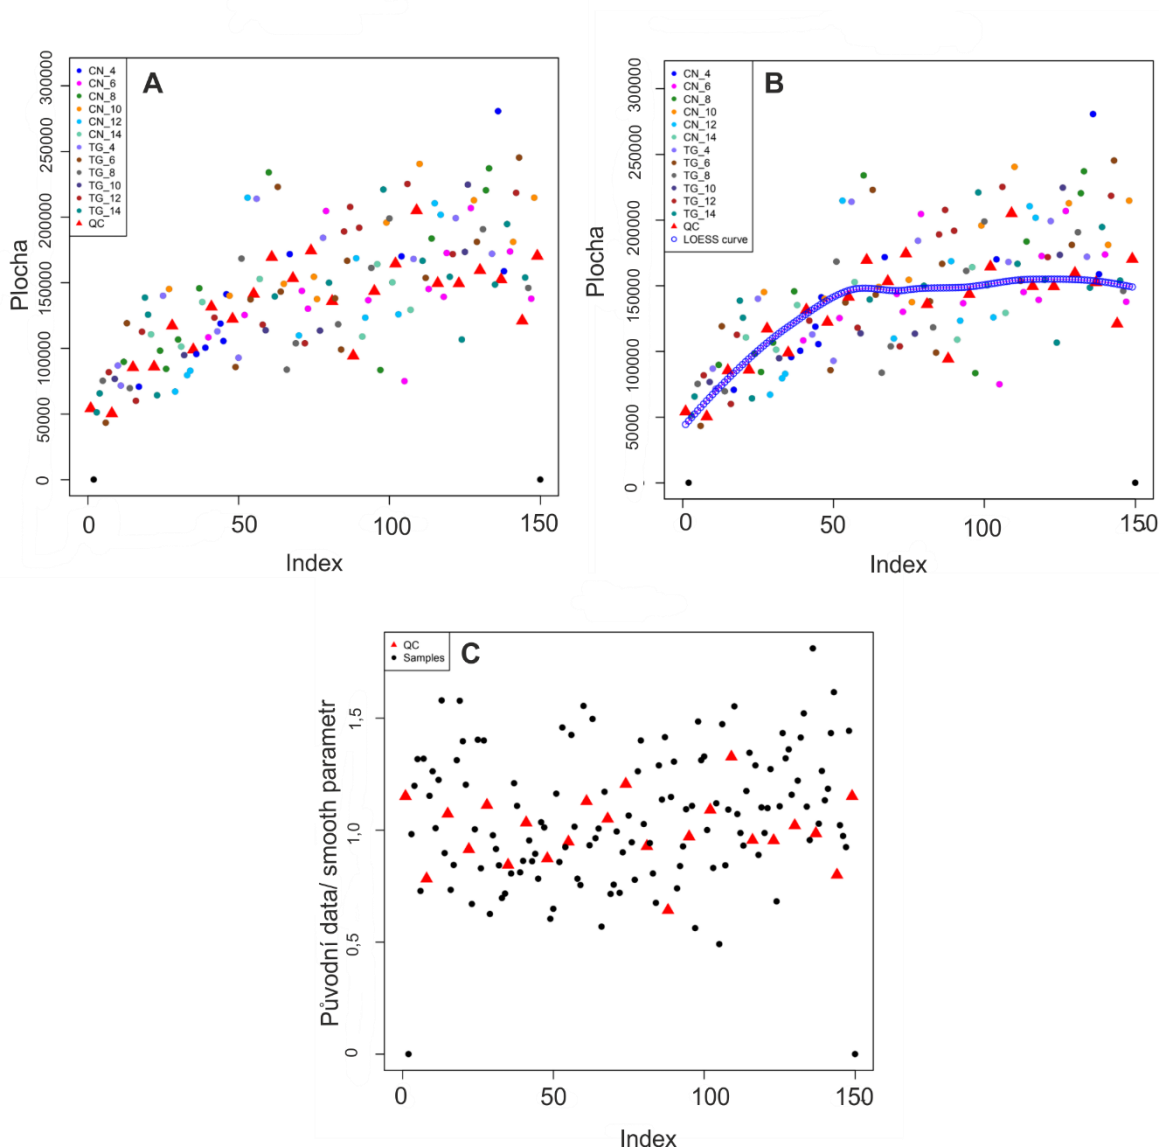 A
CN_4
CN_6
CN_8
CN_10
CN_12
CN_14
TG_4
TG_6
TG_8
TG_10
TG_12
TG_14
QC
Plocha
300000
250000
200000
150000
100000
50000
0
0 50 100 150
Index
B
CN_4
CN_6
CN_8
CN_10
CN_12
CN_14
TG_4
TG_6
TG_8
TG_10
TG_12
TG_14
QC
LOESS curve
Plocha
300000
250000
200000
150000
100000
50000
0
0 50 100 150
Index
C
QC
Samples
Původní data/ smooth parametr
1,5
1,0
0,5
0
0 50 100 150
Index